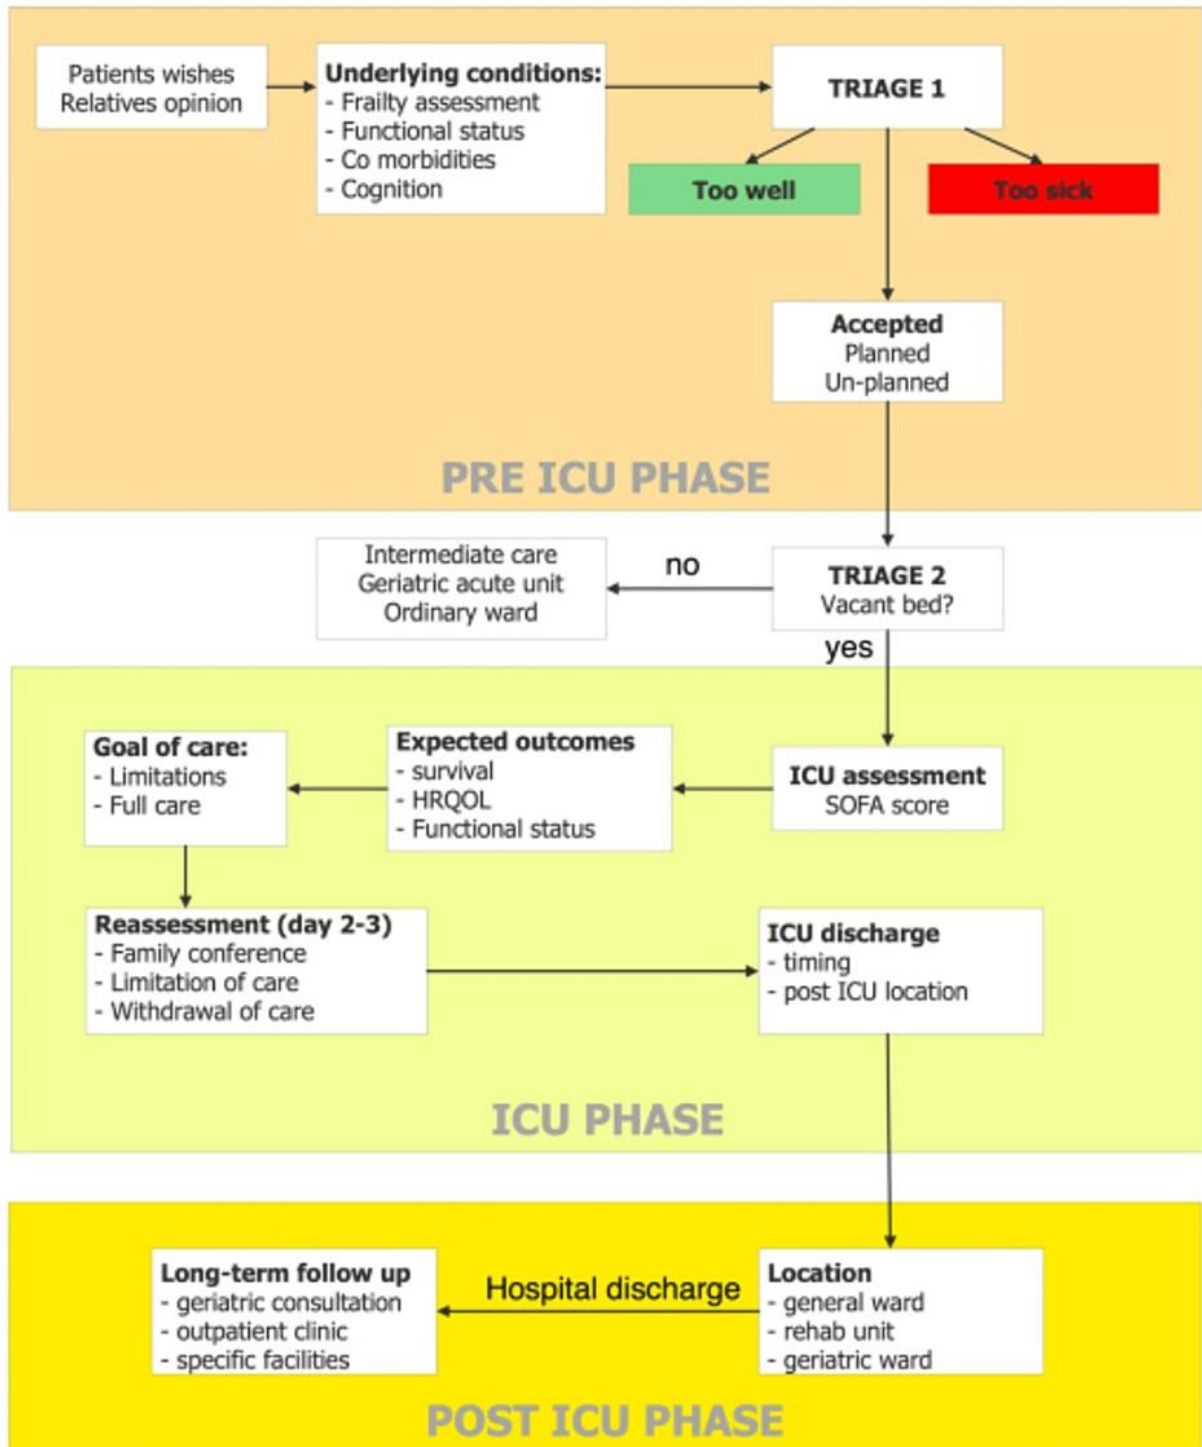 Patients wishes
Relatives opinion
Underlying conditions:
- Frailty assessment
- Functional status
- Co morbidities
- Cognition
TRIAGE 1
Too well
Too sick
Accepted
Planned
Un-planned
PRE ICU PHASE
Intermediate care
Geriatric acute unit
Ordinary ward
no
TRIAGE 2
Vacant bed?
yes
Goal of care:
- Limitations
- Full care
Expected outcomes
- survival
- HRQOL
- Functional status
ICU assessment
SOFA score
Reassessment (day 2-3)
- Family conference
- Limitation of care
- Withdrawal of care
ICU discharge
- timing
- post ICU location
ICU PHASE
Long-term follow up
- geriatric consultation
- outpatient clinic
- specific facilities
Hospital discharge
Location
- general ward
- rehab unit
- geriatric ward
POST ICU PHASE